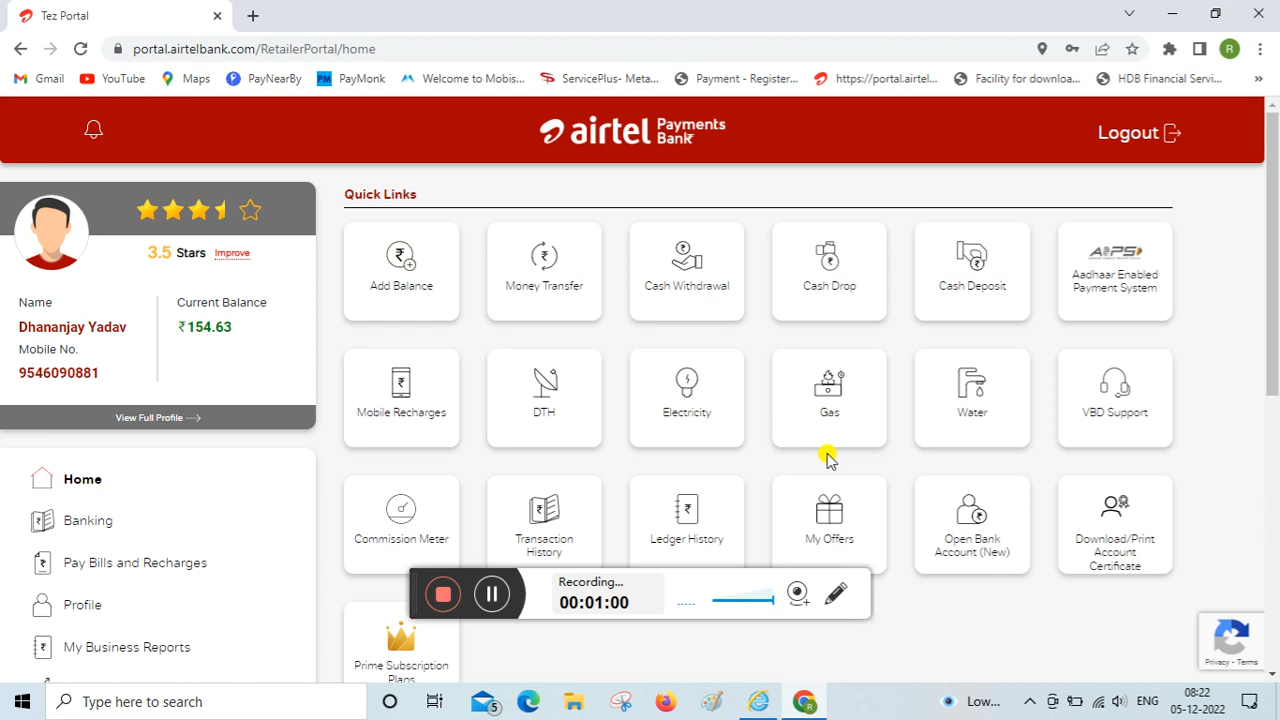 Tez Portal
portal.airtelbank.com/RetailerPortal/home
Gmail YouTube Maps PayNearBy PayMonk Welcome to Mobis... ServicePlus- Meta... Payment - Register... https://portal.airtel... Facility for downloa... HDB Financial Servi... »
airtel Payments Bank
Logout
3.5 Stars Improve
Name
Dhananjay Yadav
Mobile No.
9546090881
Current Balance
₹154.63
View Full Profile
Home
Banking
Pay Bills and Recharges
Profile
My Business Reports
Quick Links
Add Balance
Money Transfer
Cash Withdrawal
Cash Drop
Cash Deposit
AePS
Aadhaar Enabled
Payment System
Mobile Recharges
DTH
Electricity
Gas
Water
VBD Support
Commission Meter
Transaction
History
Ledger History
My Offers
Open Bank
Account (New)
Download/Print
Account
Certificate
Prime Subscription
Plans
Recording...
00:01:00
Privacy - Terms
Type here to search
5
R
Low...
ENG
08:22
05-12-2022